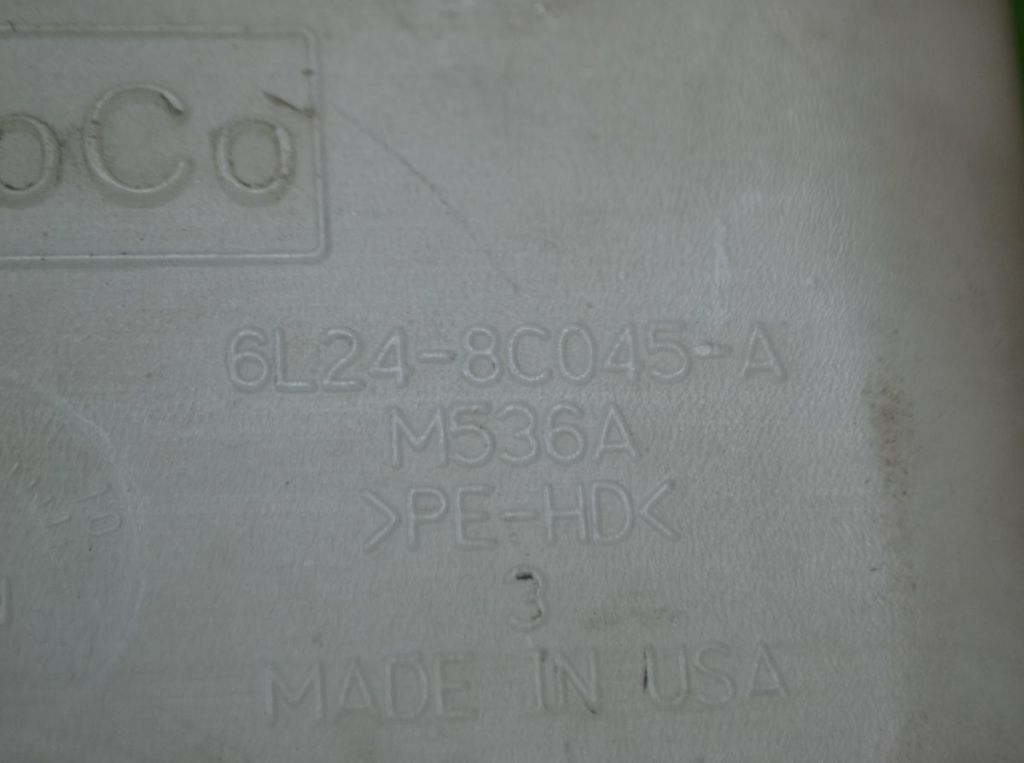 oCo
6L24-8C045-A
M536A
>PE-HD<
3
MADE IN USA